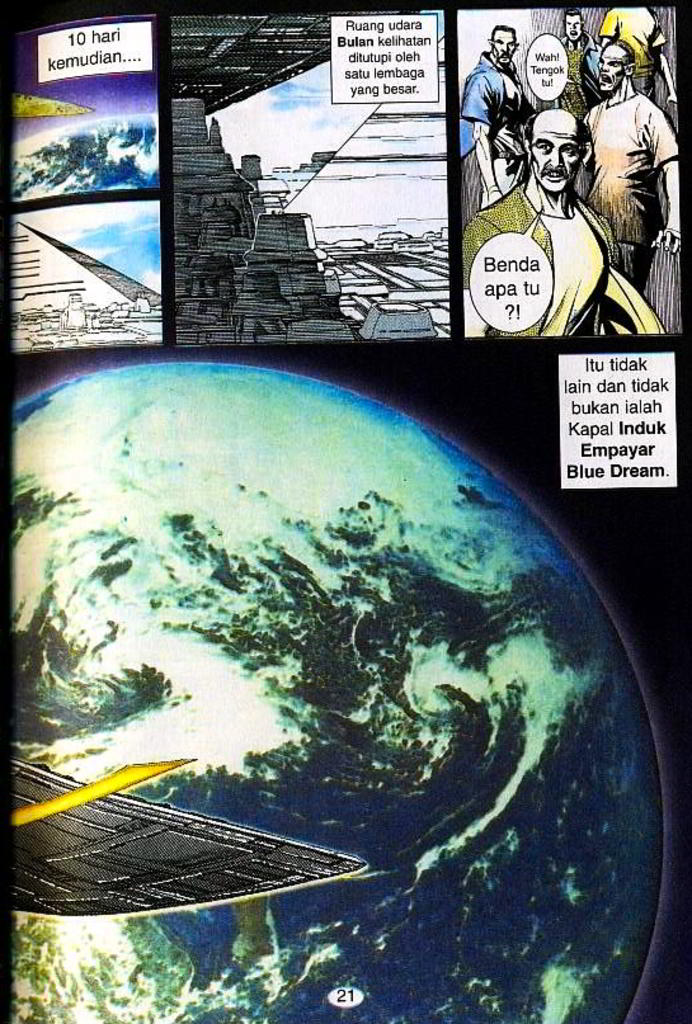 10 hari
kemudian....
Ruang udara
Bulan kelihatan
ditutupi oleh
satu lembaga
yang besar.
Wah!
Tengok
tu!
Benda
apa tu
?!
Itu tidak
lain dan tidak
bukan ialah
Kapal Induk
Empayar
Blue Dream.
21